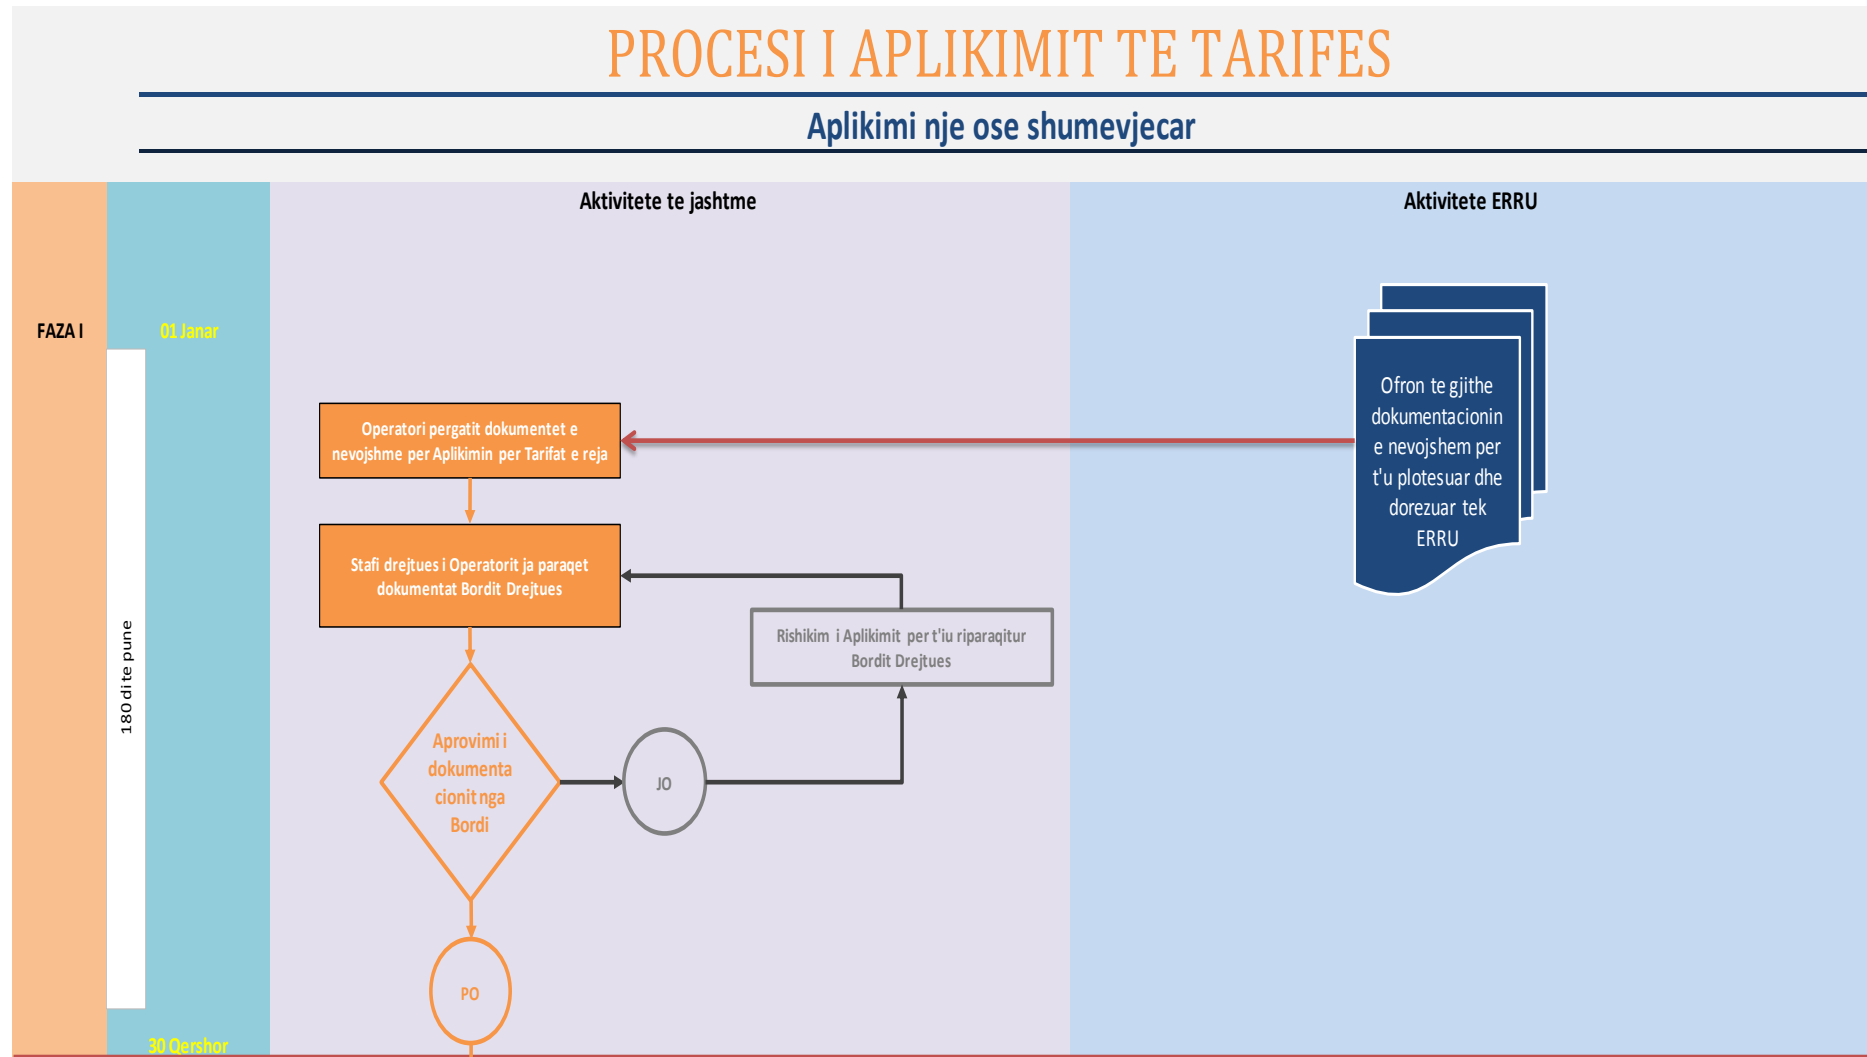 PROCESI I APLIKIMIT TE TARIFES
Aplikimi nje ose shumevjecar
Aktivitete te jashtme
Aktivitete ERRU
FAZA I
01 Janar
180 dite pune
Operatori pergatit dokumentet e
nevojshme per Aplikimin per Tarifat e reja
Ofron te gjithe
dokumentacionin
e nevojshem per
t'u plotesuar dhe
dorezuar tek
ERRU
Stafi drejtues i Operatorit ja paraqet
dokumentat Bordit Drejtues
Rishikim i Aplikimit per t'iu riparaqitur
Bordit Drejtues
Aprovimi i
dokumenta
cionit nga
Bordi
JO
PO
30 Qershor